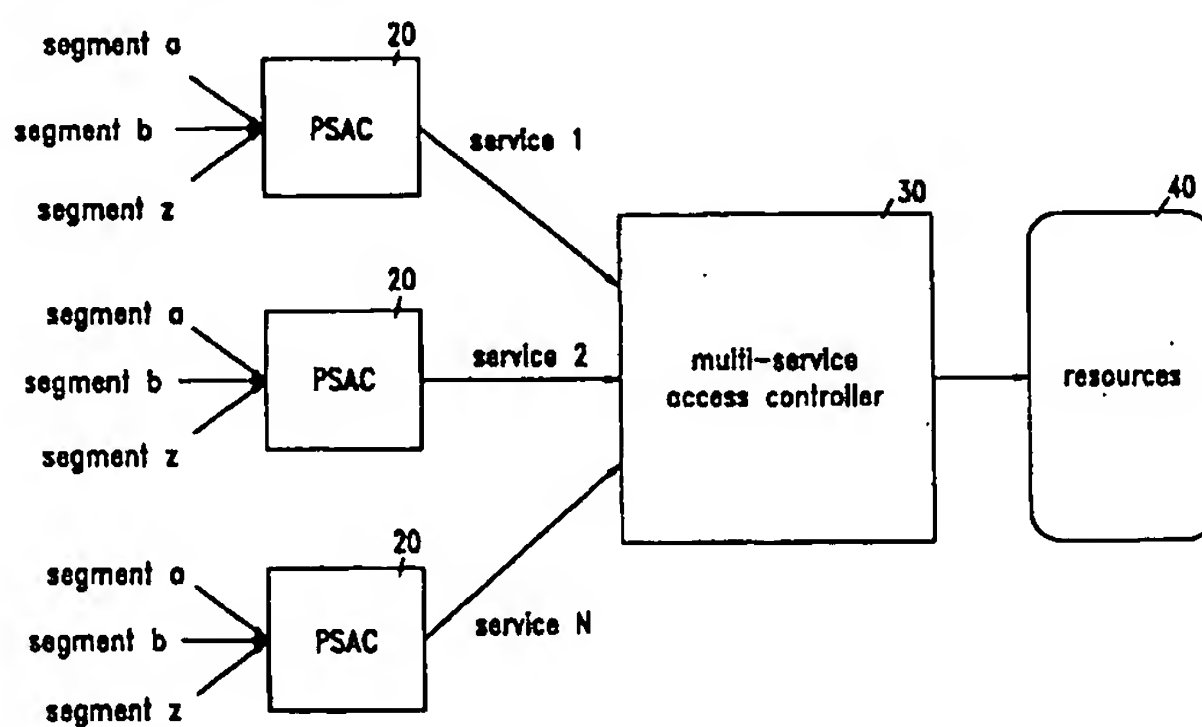 segment a
segment b
segment z
20
PSAC
service 1
segment a
segment b
segment z
20
PSAC
service 2
segment a
segment b
segment z
20
PSAC
service N
30
multi-service
access controller
40
resources